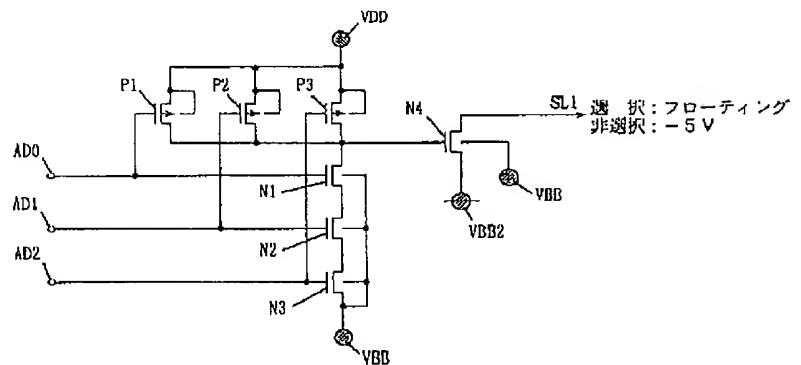 VDD
P1
P2
P3
N4
SL1 選択：フローティング
非選択：－5V
AD0
N1
VBB
AD1
VBB2
N2
AD2
N3
VBB